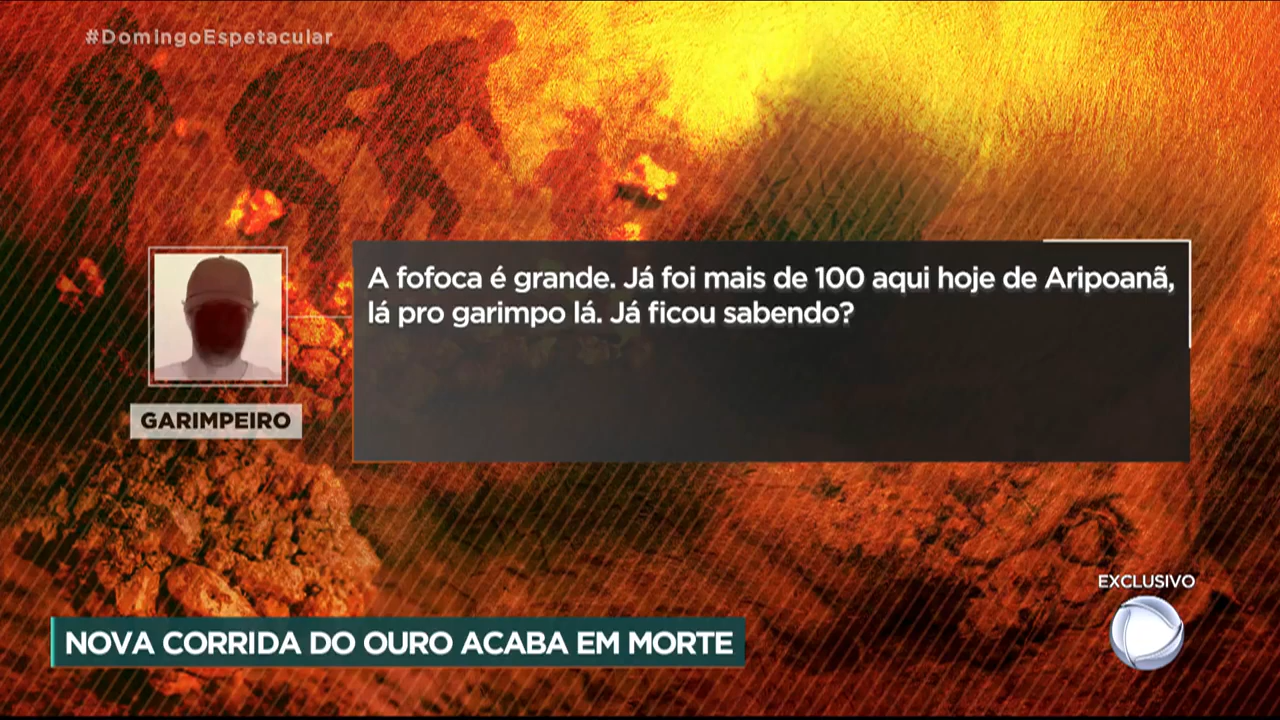 #DomingoEspetacular
A fofoca é grande. Já foi mais de 100 aqui hoje de Aripoanã,
lá pro garimpo lá. Já ficou sabendo?
GARIMPEIRO
EXCLUSIVO
NOVA CORRIDA DO OURO ACABA EM MORTE